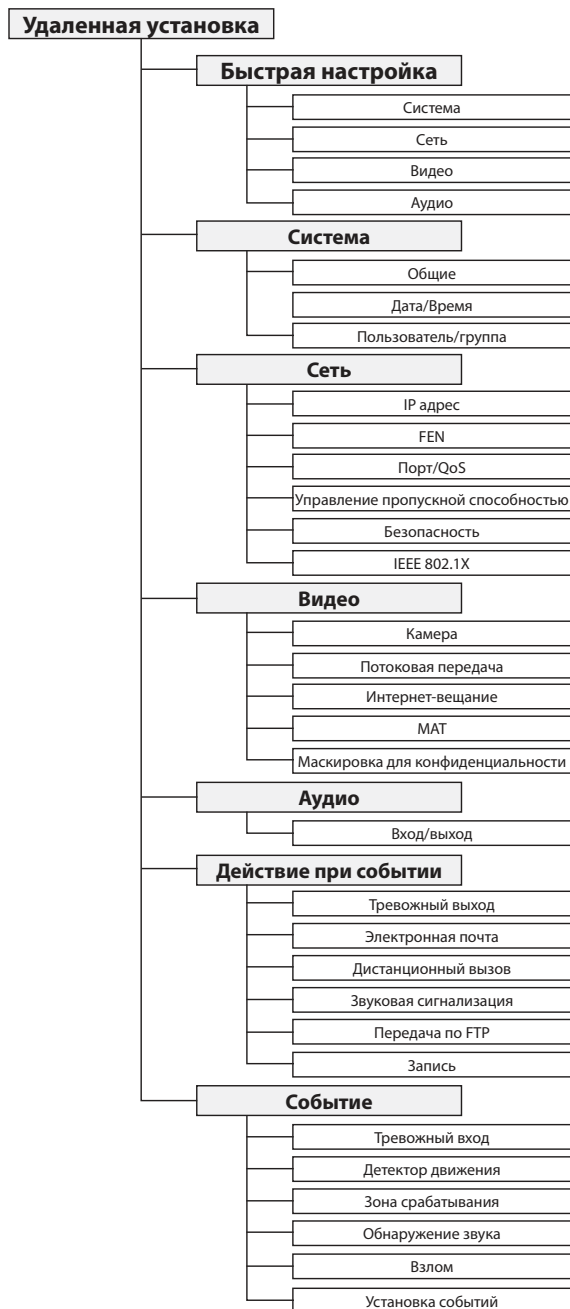 Удаленная установка
Быстрая настройка
Система
Сеть
Видео
Аудио
Система
Общие
Дата/Время
Пользователь/группа
Сеть
IP адрес
FEN
Порт/QoS
Управление пропускной способностью
Безопасность
IEEE 802.1X
Видео
Камера
Потоковая передача
Интернет-вещание
МАТ
Маскировка для конфиденциальности
Аудио
Вход/выход
Действие при событии
Тревожный выход
Электронная почта
Дистанционный вызов
Звуковая сигнализация
Передача по FTP
Запись
Событие
Тревожный вход
Детектор движения
Зона срабатывания
Обнаружение звука
Взлом
Установка событий